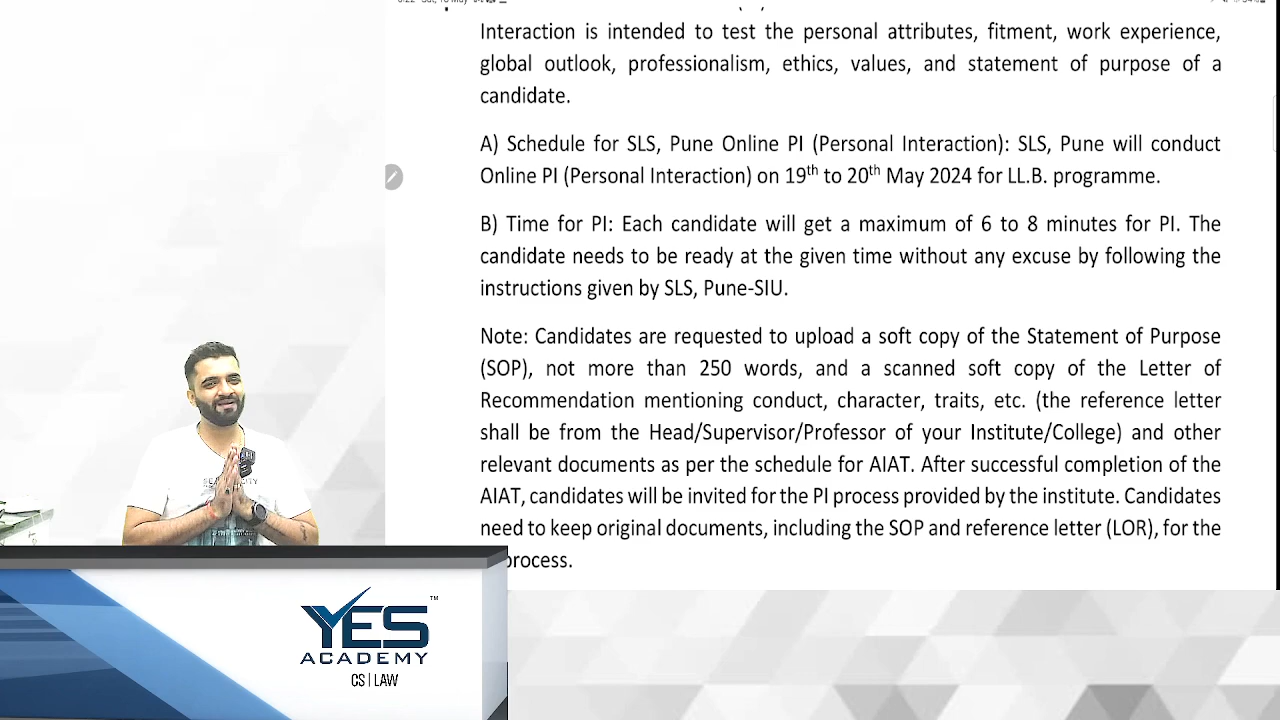 Interaction is intended to test the personal attributes, fitment, work experience,
global outlook, professionalism, ethics, values, and statement of purpose of a
candidate.
A) Schedule for SLS, Pune Online PI (Personal Interaction): SLS, Pune will conduct
Online PI (Personal Interaction) on 19th to 20th May 2024 for LL.B. programme.
B) Time for PI: Each candidate will get a maximum of 6 to 8 minutes for PI. The
candidate needs to be ready at the given time without any excuse by following the
instructions given by SLS, Pune-SIU.
Note: Candidates are requested to upload a soft copy of the Statement of Purpose
(SOP), not more than 250 words, and a scanned soft copy of the Letter of
Recommendation mentioning conduct, character, traits, etc. (the reference letter
shall be from the Head/Supervisor/Professor of your Institute/College) and other
relevant documents as per the schedule for AIAT. After successful completion of the
AIAT, candidates will be invited for the PI process provided by the institute. Candidates
need to keep original documents, including the SOP and reference letter (LOR), for the
process.
YES™
ACADEMY
CS | LAW